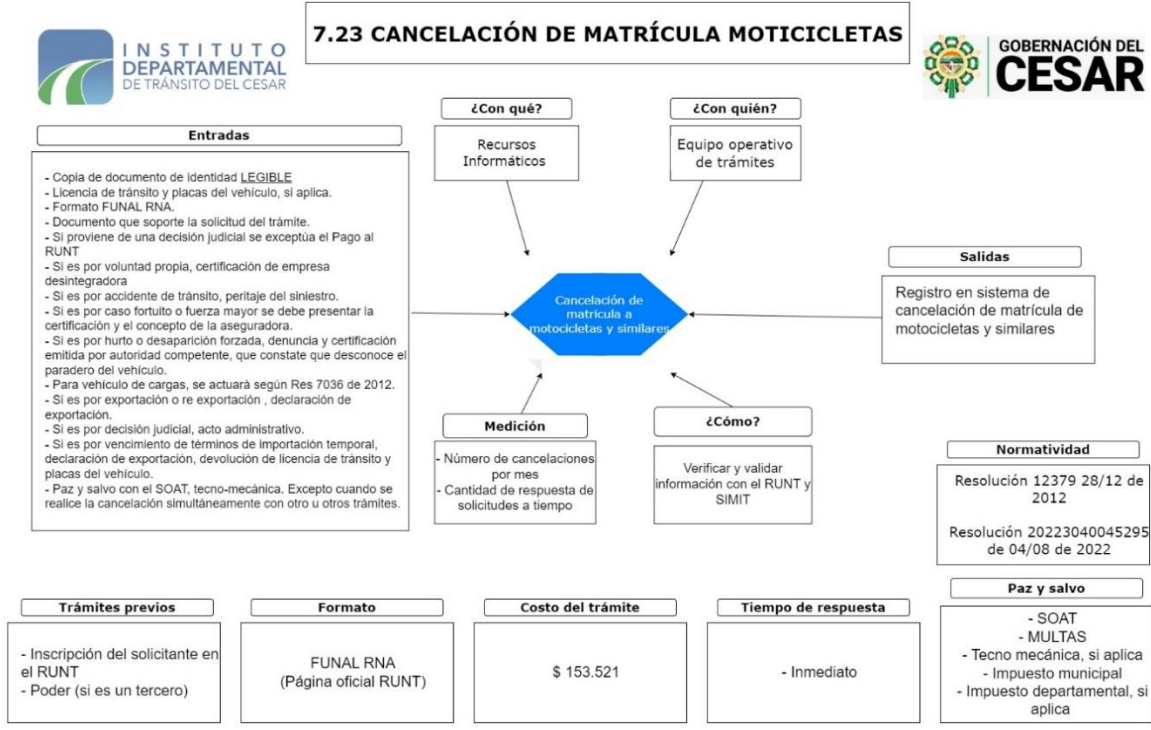 7.23 CANCELACIÓN DE MATRÍCULA MOTICICLETAS
INSTITUTO
DEPARTAMENTAL
DE TRÁNSITO DEL CESAR
GOBERNACIÓN DEL
CESAR
Entradas
- Copia de documento de identidad LEGIBLE
- Licencia de tránsito y placas del vehículo, si aplica.
- Formato FUNAL RNA.
- Documento que soporte la solicitud del trámite.
- Si proviene de una decisión judicial se exceptúa el Pago al
RUNT
- Si es por voluntad propia, certificación de empresa
desintegradora
- Si es por accidente de tránsito, peritaje del siniestro.
- Si es por caso fortuito o fuerza mayor se debe presentar la
certificación y el concepto de la aseguradora.
- Si es por hurto o desaparición forzada, denuncia y certificación
emitida por autoridad competente, que constate que desconoce el
paradero del vehículo.
- Para vehículo de cargas, se actuará según Res 7036 de 2012.
- Si es por exportación o re exportación , declaración de
exportación.
- Si es por decisión judicial, acto administrativo.
- Si es por vencimiento de términos de importación temporal,
declaración de exportación, devolución de licencia de tránsito y
placas del vehículo.
- Paz y salvo con el SOAT, tecno-mecánica. Excepto cuando se
realice la cancelación simultáneamente con otro u otros trámites.
¿Con qué?
Recursos
Informáticos
¿Con quién?
Equipo operativo
de trámites
Cancelación de
matricula a
motocicletas y similares
Salidas
Registro en sistema de
cancelación de matrícula de
motocicletas y similares
Medición
- Número de cancelaciones
por mes
- Cantidad de respuesta de
solicitudes a tiempo
¿Cómo?
Verificar y validar
información con el RUNT y
SIMIT
Normatividad
Resolución 12379 28/12 de
2012
Resolución 20223040045295
de 04/08 de 2022
Trámites previos
- Inscripción del solicitante en
el RUNT
- Poder (si es un tercero)
Formato
FUNAL RNA
(Página oficial RUNT)
Costo del trámite
$ 153.521
Tiempo de respuesta
- Inmediato
Paz y salvo
- SOAT
- MULTAS
- Tecno mecánica, si aplica
- Impuesto municipal
- Impuesto departamental, si
aplica